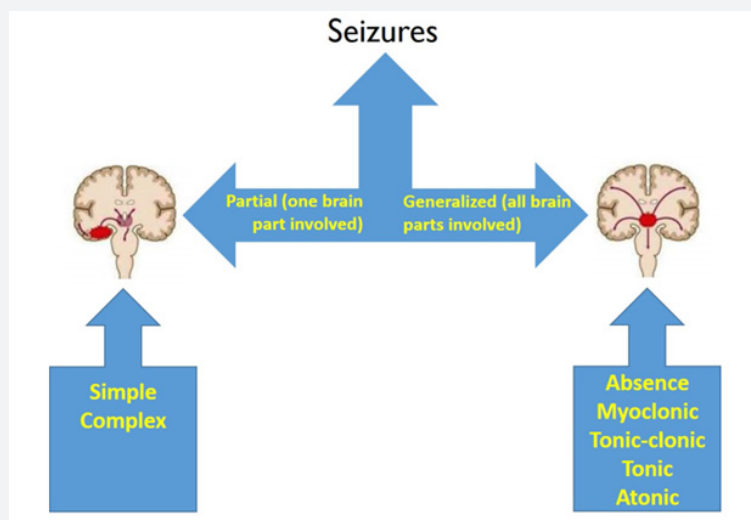 Seizures
Partial (one brain
part involved)
Generalized (all brain
parts involved)
Simple
Complex
Absence
Myoclonic
Tonic-clonic
Tonic
Atonic